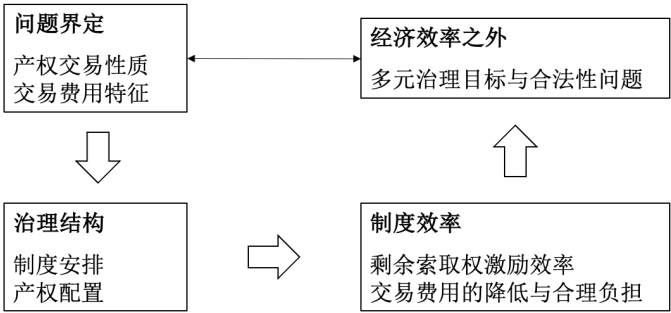 问题界定
产权交易性质
交易费用特征
经济效率之外
多元治理目标与合法性问题
治理结构
制度安排
产权配置
制度效率
剩余索取权激励效率
交易费用的降低与合理负担